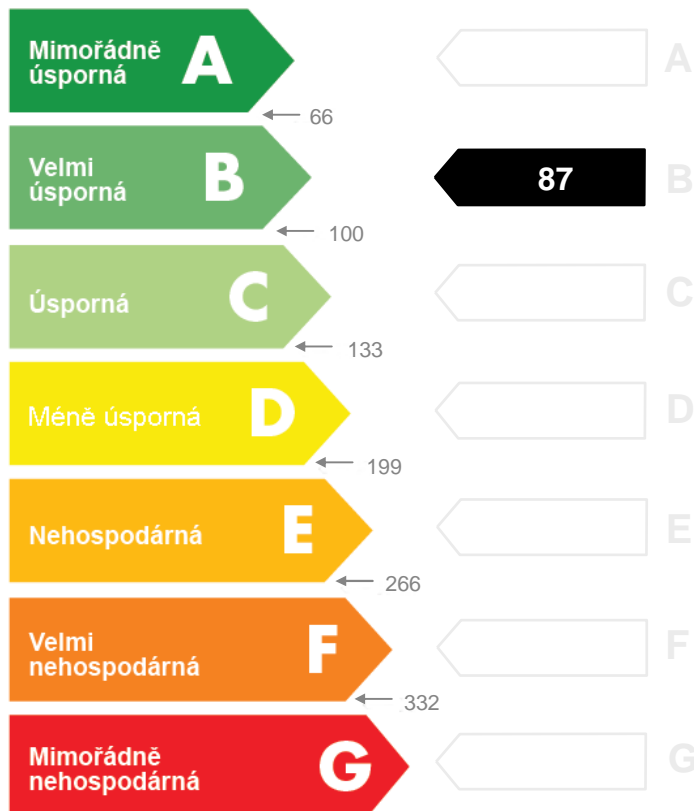 Mimořádně
úsporná
A
A
66
Velmi
úsporná
B
87
B
100
Úsporná
C
C
133
Méně úsporná
D
D
199
Nehospodárná
E
E
266
Velmi
nehospodárná
F
F
332
Mimořádně
nehospodárná
G
G